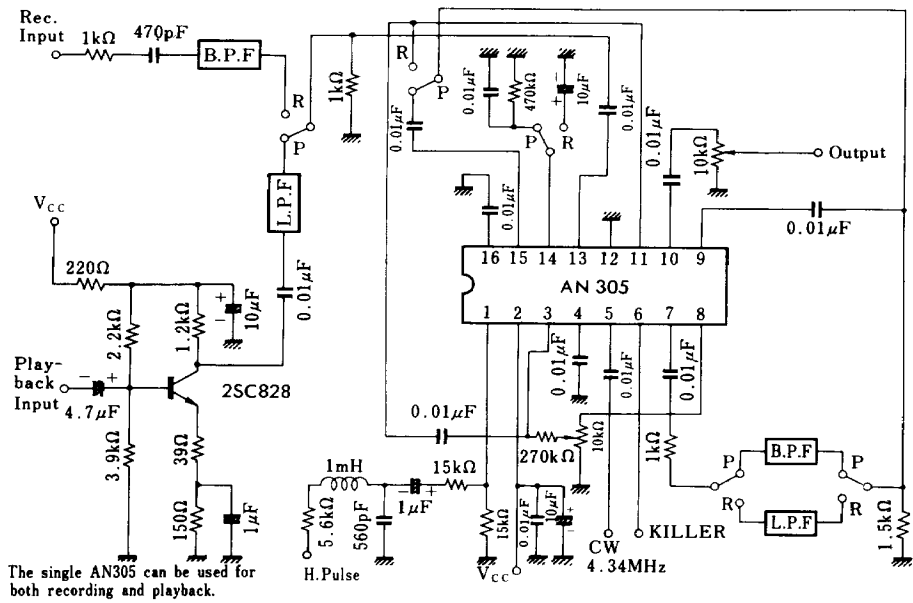 Rec.
Input
1kΩ
470pF
B.P.F
R
P
L.P.F
0.01μF
1kΩ
R
P
0.01μF
0.01μF
470kΩ
10μF
+
−
P
R
0.01μF
0.01μF
0.01μF
10kΩ
Output
0.01μF
16 15 14 13 12 11 10 9
AN 305
1 2 3 4 5 6 7 8
VCC
220Ω
2.2kΩ
1.2kΩ
+
−
10μF
Play-
back
Input
− +
4.7μF
2SC828
3.9kΩ
39Ω
150Ω
1μF
0.01μF
270kΩ
10kΩ
0.01μF
0.01μF
0.01μF
1kΩ
P
R
B.P.F
L.P.F
P
R
1.5kΩ
1mH
5.6kΩ
560pF
− +
1μF
15kΩ
15kΩ
H.Pulse
0.01μF
10μF
+
VCC
CW
4.34MHz
KILLER
The single AN305 can be used for
both recording and playback.